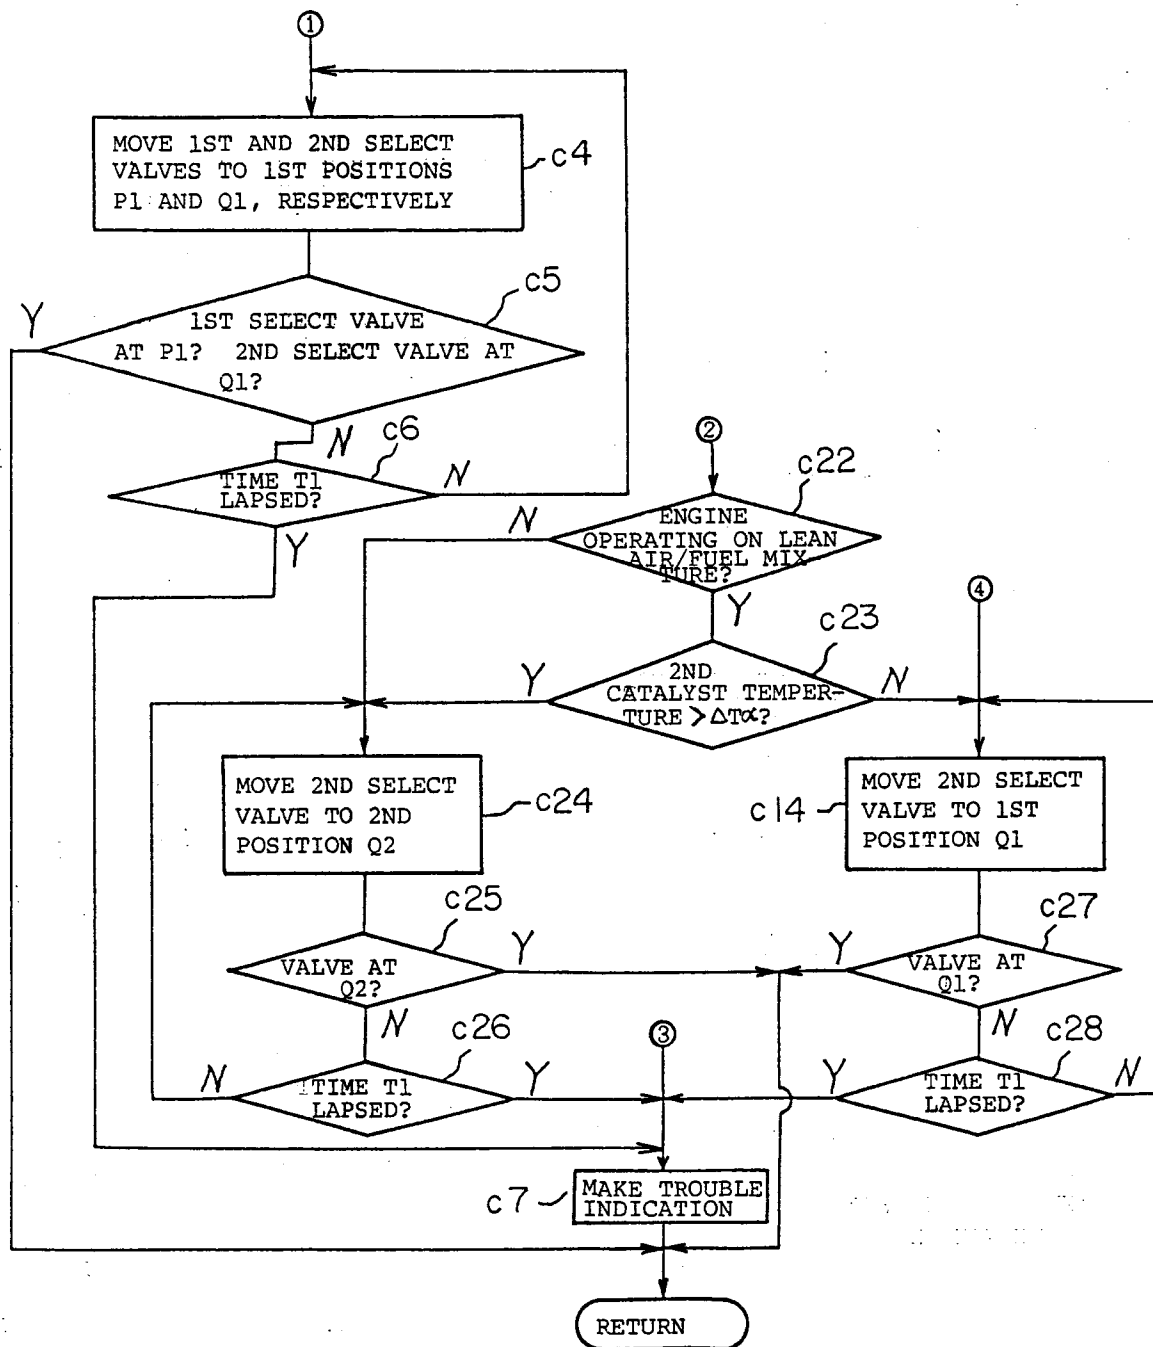 ①
MOVE 1ST AND 2ND SELECT
VALVES TO 1ST POSITIONS
P1 AND Q1, RESPECTIVELY
c4
c5
Y
1ST SELECT VALVE
AT P1? 2ND SELECT VALVE AT
Q1?
N
c6
TIME T1
LAPSED?
N
Y
②
c22
N
ENGINE
OPERATING ON LEAN
AIR/FUEL MIX
TURE?
Y
④
c23
Y
2ND
CATALYST TEMPER-
TURE > ΔTα?
N
MOVE 2ND SELECT
VALVE TO 2ND
POSITION Q2
c24
c14
MOVE 2ND SELECT
VALVE TO 1ST
POSITION Q1
c25
VALVE AT
Q2?
Y
N
c27
Y
VALVE AT
Q1?
N
c26
N
TIME T1
LAPSED?
Y
③
c28
Y
TIME T1
LAPSED?
N
c7
MAKE TROUBLE
INDICATION
RETURN